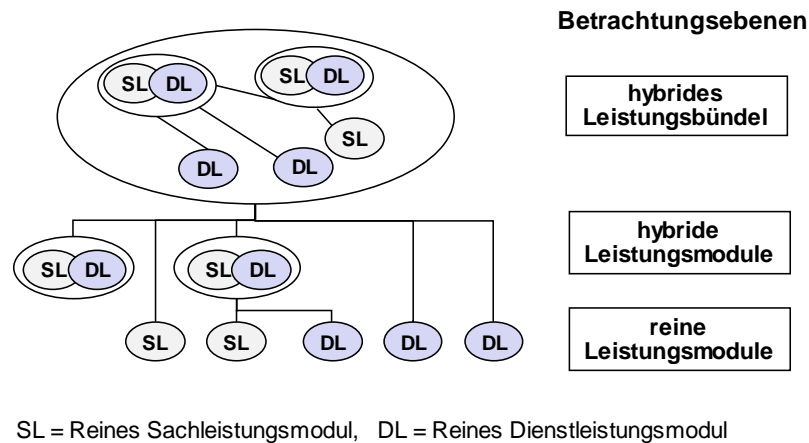 Betrachtungsebenen
SL DL SL DL
hybrides
Leistungsbündel
SL
DL DL
hybride
Leistungsmodule
SL DL SL DL
reine
Leistungsmodule
SL SL DL DL DL
SL = Reines Sachleistungsmodul, DL = Reines Dienstleistungsmodul